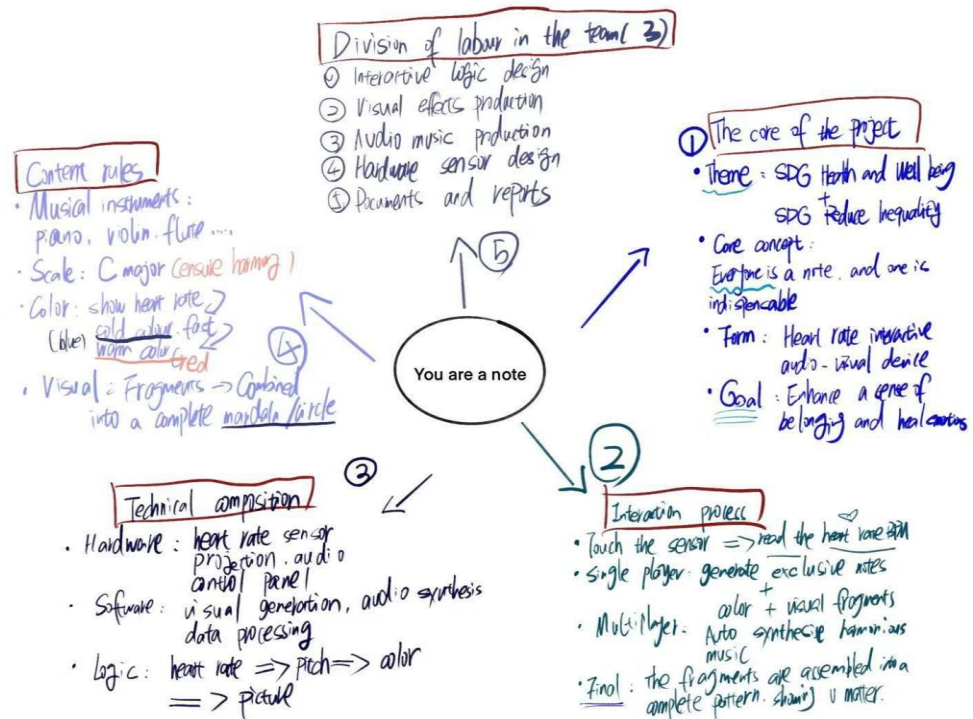 Division of labour in the team( 3)
① Interactive logic design
② Visual effects production
③ Audio music production
④ Hardware sensor design
⑤ Documents and reports
⑤
You are a note
① The core of the project
• Theme : SDG Health and Well being
+
SDG Reduce Inequality
• Core concept :
Everyone is a note. and one is
indispensable
• Form : Heart rate interactive
audio-visual device
• Goal : Enhance a sense of
belonging and heal emotions
2
Interaction process
• Touch the sensor => read the heart rate BPM
• single player: generate exclusive notes
+
color + visual fragments
• Multiplayer: Auto synthesise harmonious
music
• Final : The fragments are assembled into a
complete pattern. showing U matter.
③
Technical composition
• Hardware : heart rate sensor
projection. audio
control panel
• Software: visual generation, audio synthesis
data processing
• Logic : heart rate => pitch => color
=> picture
4
Content rules
• Musical instruments :
piano. violin. flute ....
• Scale : C major (ensure harmony)
• Color : show heart rate
(blue) cold colour. fast
warm color red
• Visual : Fragments → Combined
into a complete mandala/circle